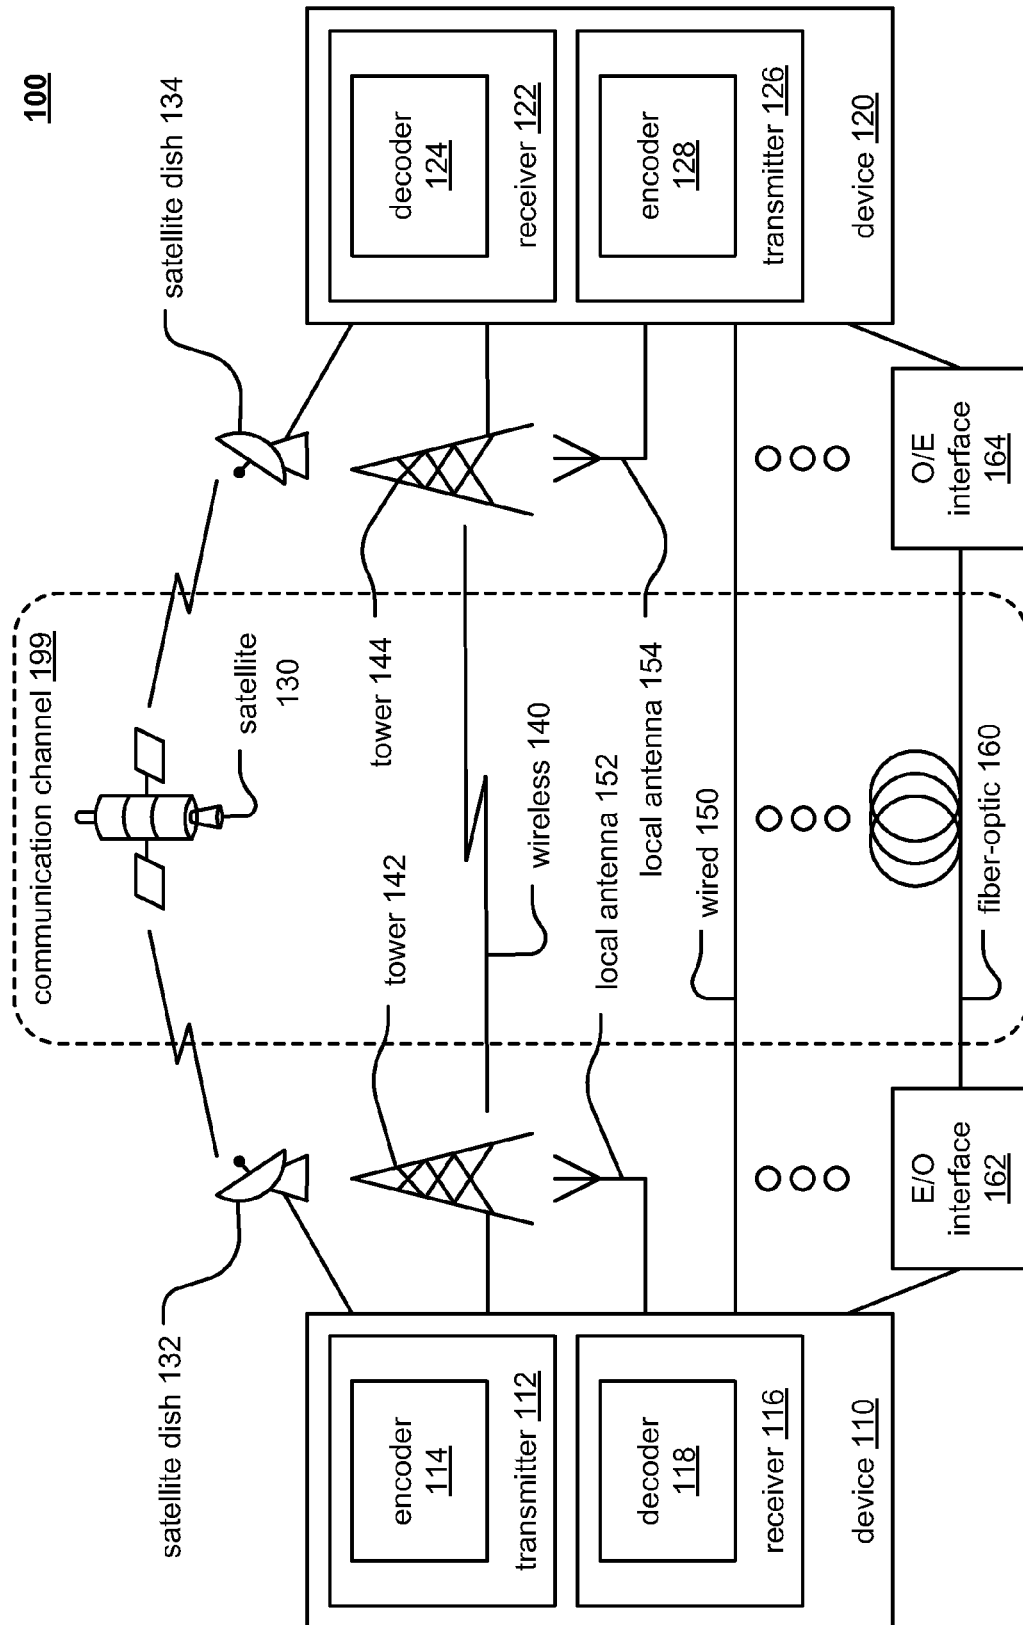 100
communication channel 199
satellite dish 132
satellite
130
satellite dish 134
encoder
114
transmitter 112
decoder
118
receiver 116
device 110
tower 142
tower 144
wireless 140
local antenna 152
local antenna 154
wired 150
fiber-optic 160
E/O
interface
162
O/E
interface
164
decoder
124
receiver 122
encoder
128
transmitter 126
device 120